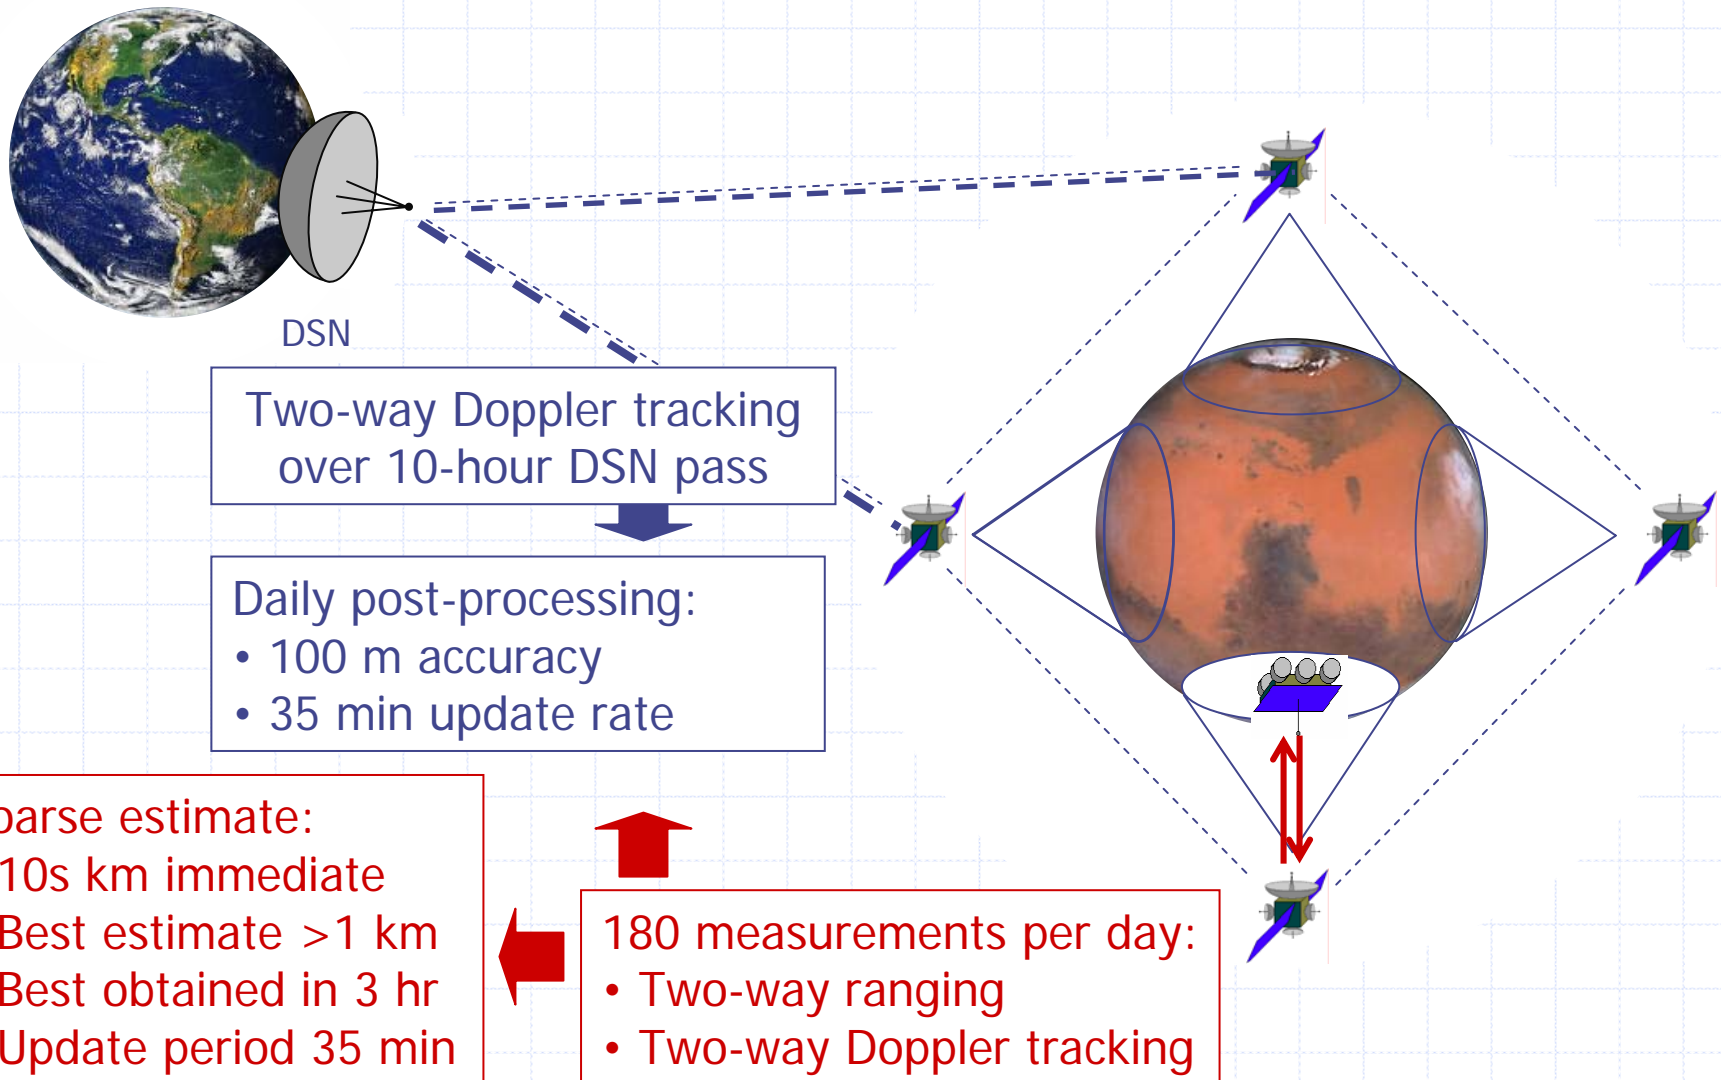 DSN
Two-way Doppler tracking
over 10-hour DSN pass
Daily post-processing:
• 100 m accuracy
• 35 min update rate
estimate:
10s km immediate
Best estimate >1 km
Best obtained in 3 hr
Update period 35 min
180 measurements per day:
• Two-way ranging
• Two-way Doppler tracking